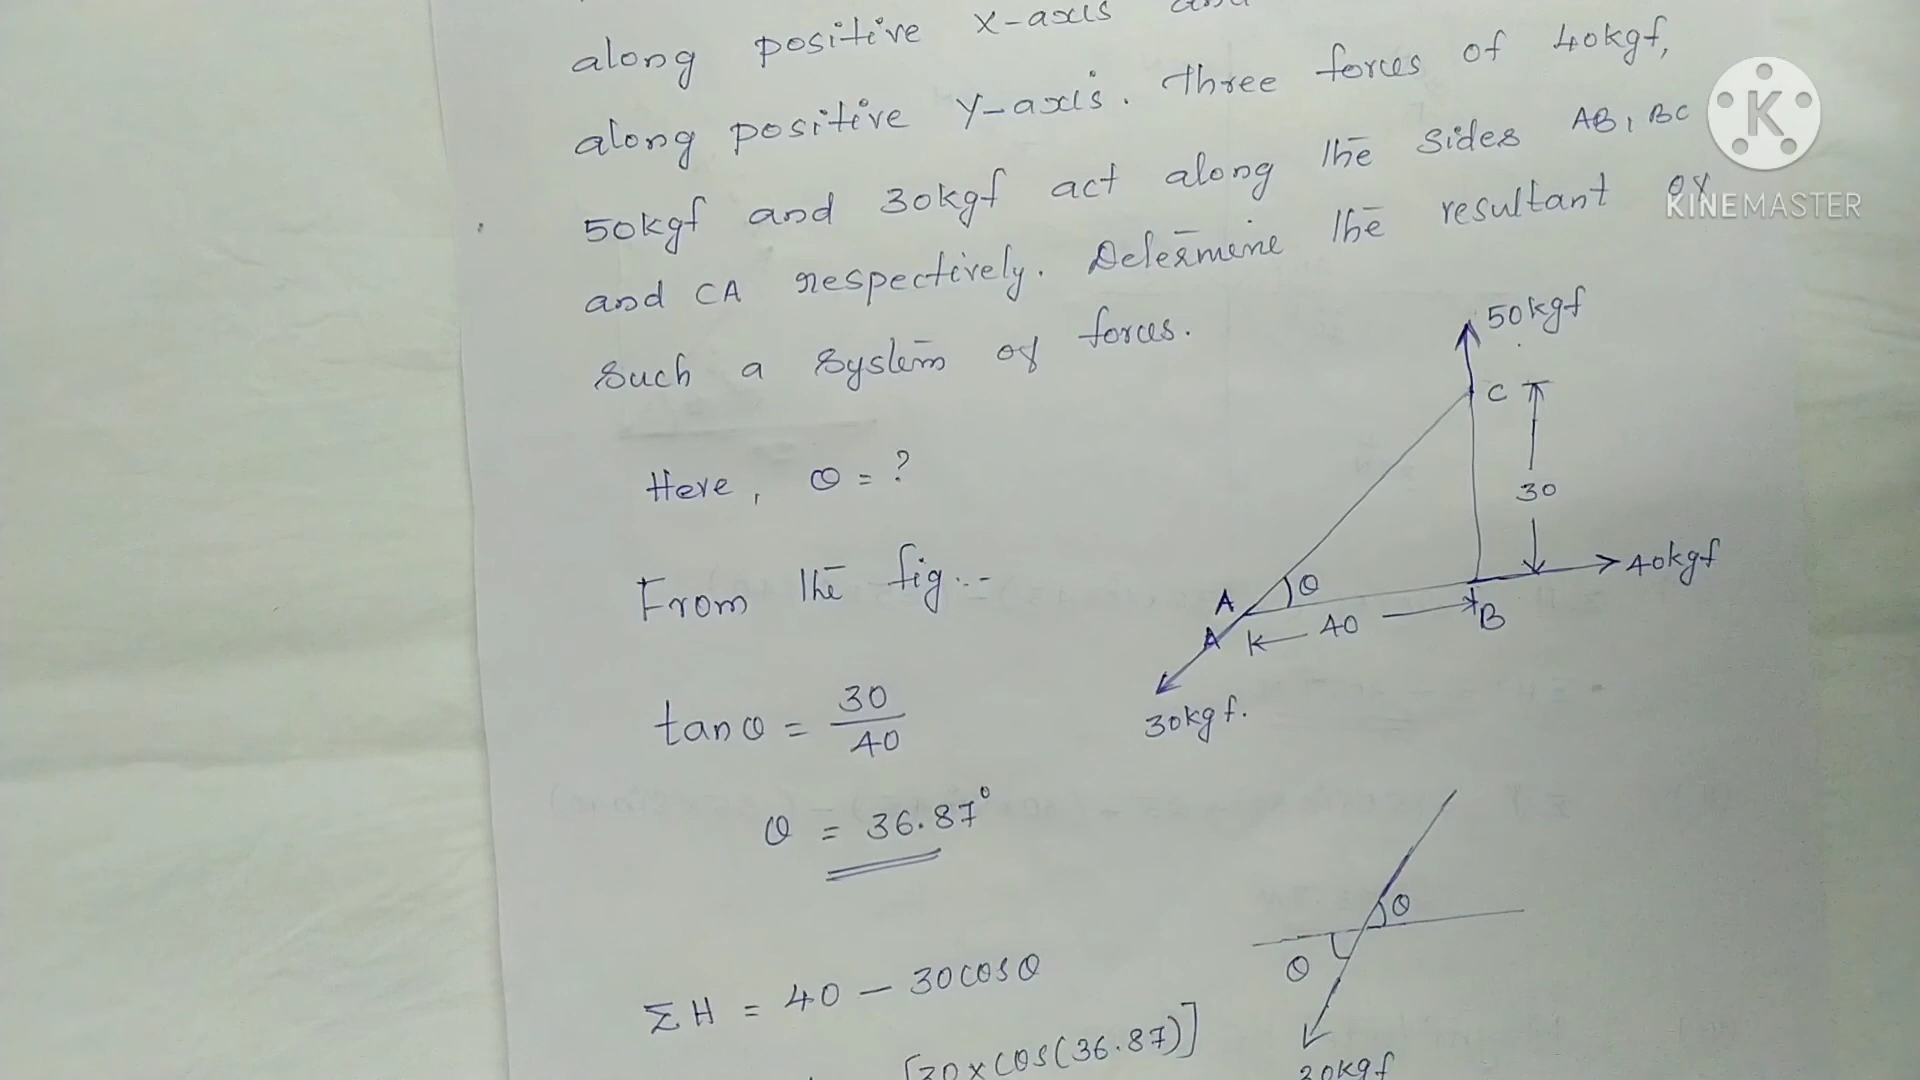 along positive X-axis and
along positive Y-axis. Three forces of 40kgf,
50kgf and 30kgf act along the sides AB, BC
and CA respectively. Determine the resultant of
such a system of forces.
K
KINEMASTER
50kgf
C
30
40kgf
A
θ
40
B
A
30kgf.
Here, θ = ?
From the fig..-
tanθ = 30/40
θ = 36.87°
θ
θ
30kgf
ΣH = 40 - 30cosθ
[30×cos(36.87)]